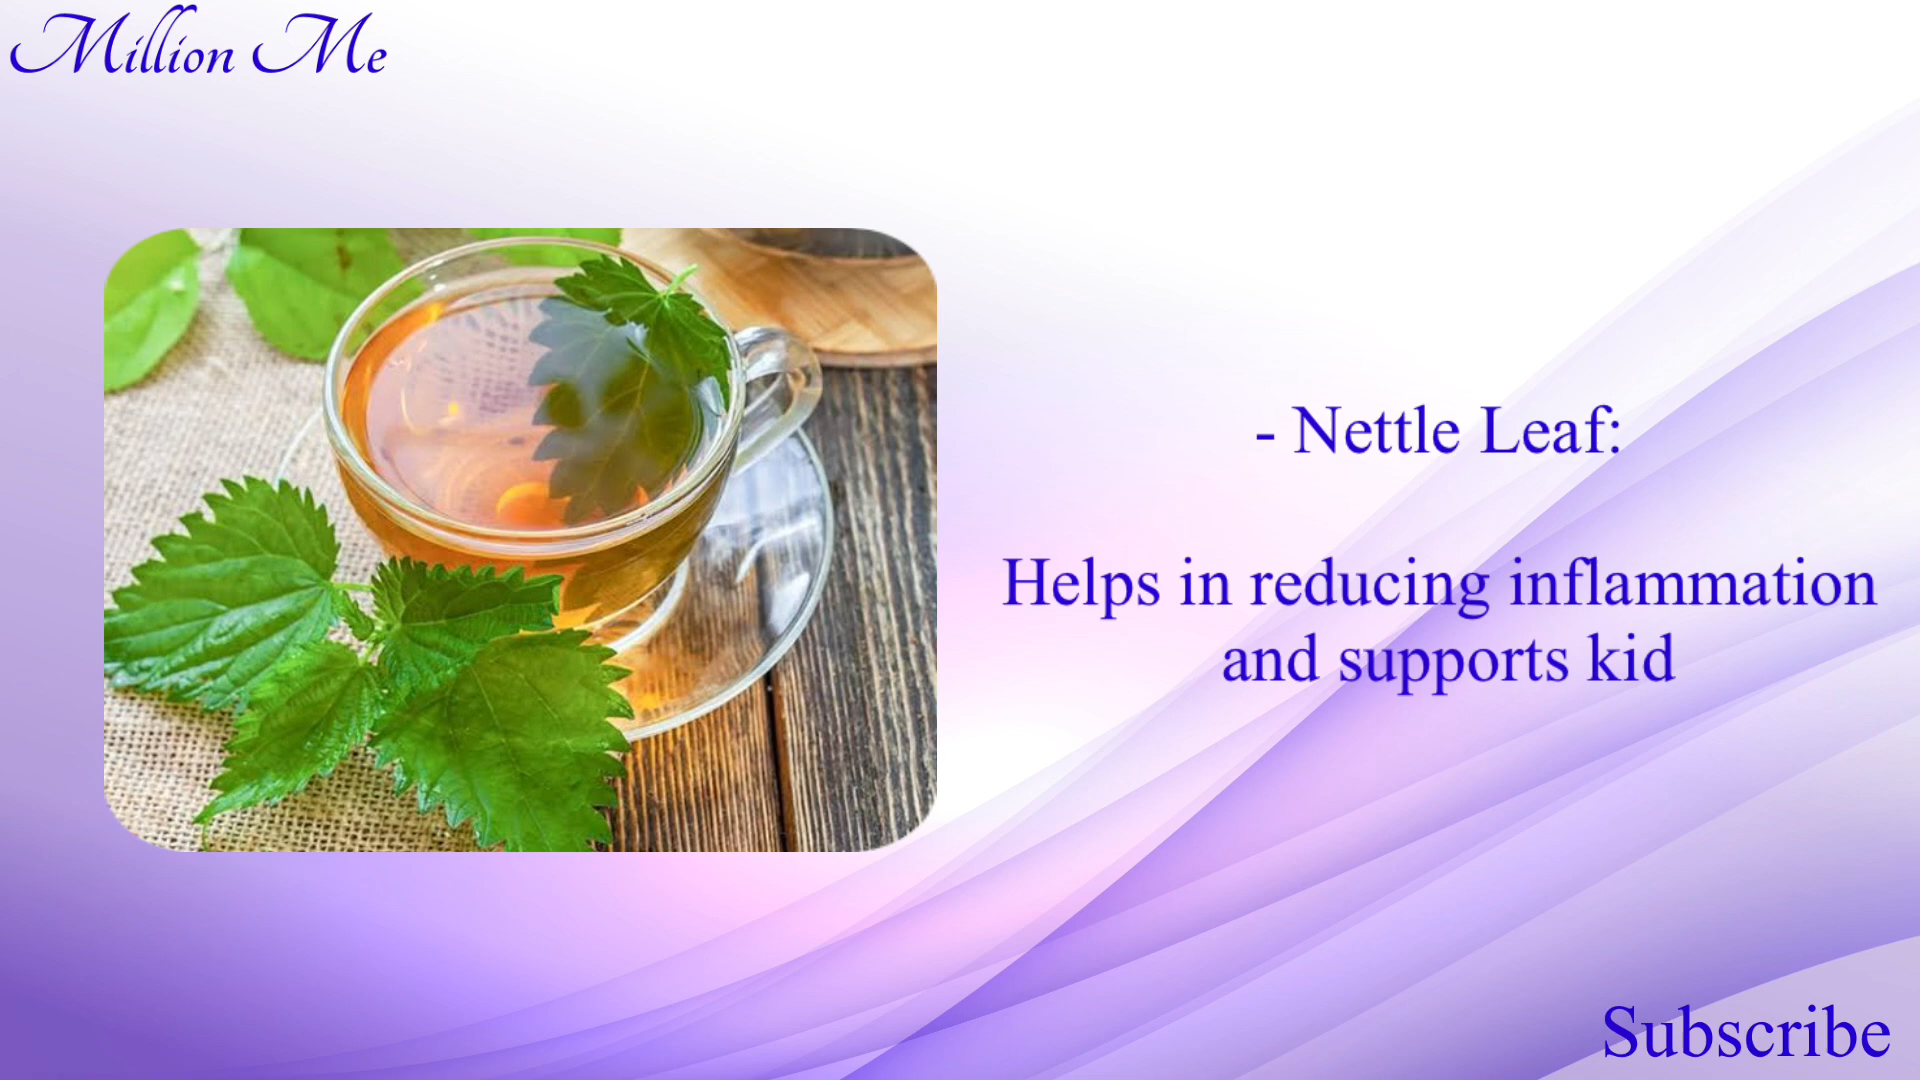 Million Me
- Nettle Leaf:
Helps in reducing inflammation
and supports kid
Subscribe